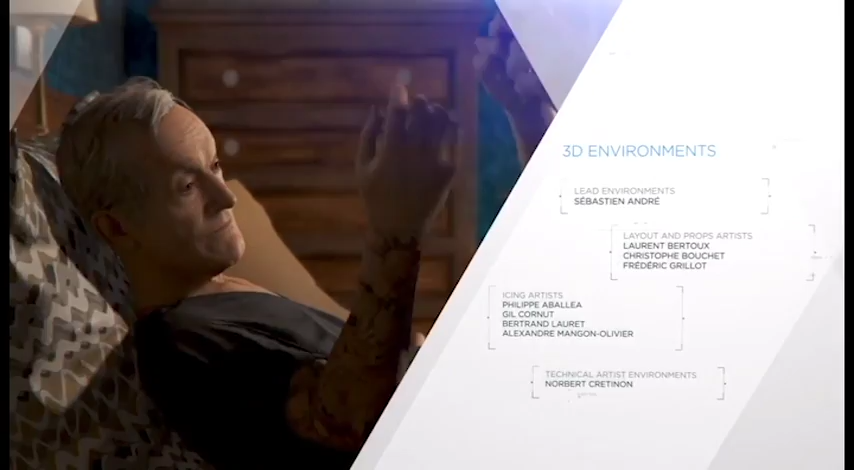 3D ENVIRONMENTS
LEAD ENVIRONMENTS
SÉBASTIEN ANDRÉ
LAYOUT AND PROPS ARTISTS
LAURENT BERTOUX
CHRISTOPHE BOUCHET
FRÉDÉRIC GRILLOT
ICING ARTISTS
PHILIPPE ABALLEA
GIL CORNUT
BERTRAND LAURET
ALEXANDRE MANGON-OLIVIER
TECHNICAL ARTIST ENVIRONMENTS
NORBERT CRETINON